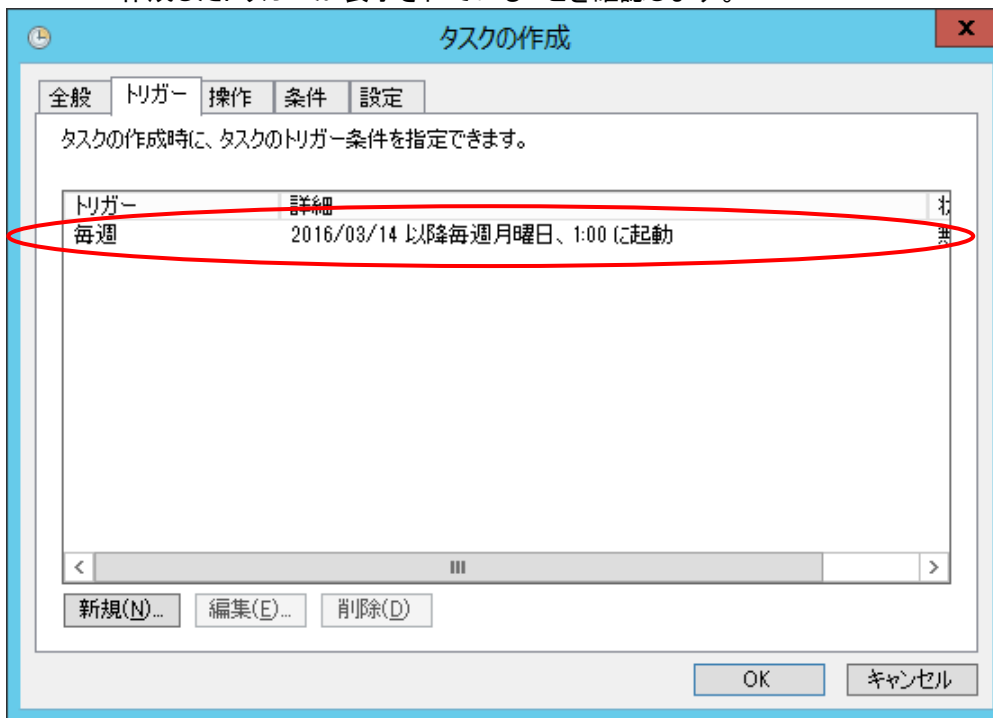 タスクの作成
全般 トリガー 操作 条件 設定
タスクの作成時に、タスクのトリガー条件を指定できます。
トリガー 詳細
毎週 2016/03/14 以降毎週月曜日、1:00 に起動
新規(N)... 編集(E)... 削除(D)
OK キャンセル